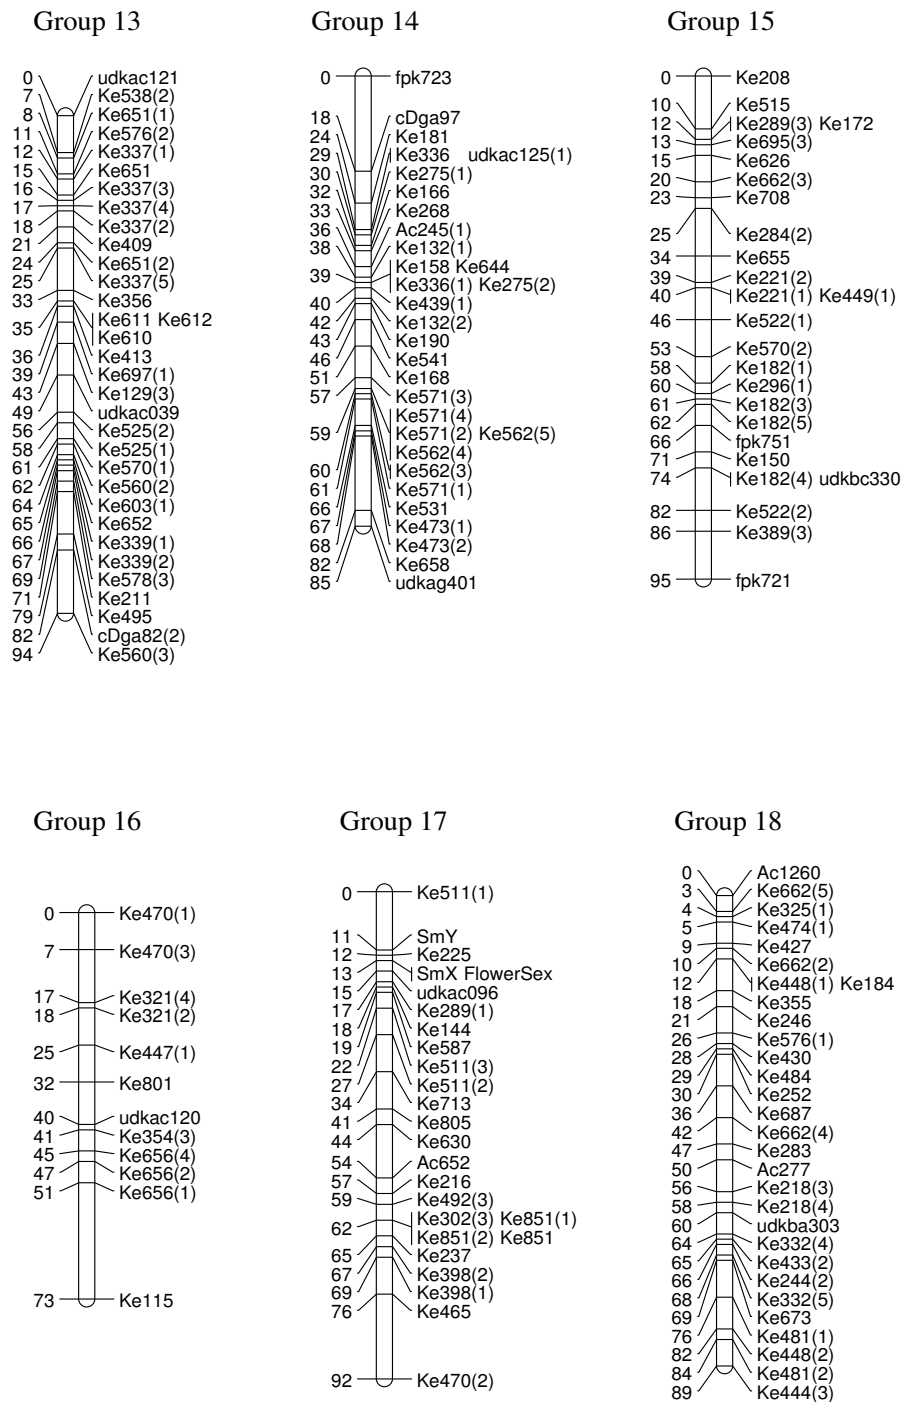 Group 13
0 udkac121
7 Ke538(2)
8 Ke651(1)
11 Ke576(2)
12 Ke337(1)
15 Ke651
16 Ke337(3)
17 Ke337(4)
18 Ke337(2)
21 Ke409
24 Ke651(2)
25 Ke337(5)
33 Ke356
35 Ke611 Ke612
Ke610
36 Ke413
39 Ke697(1)
43 Ke129(3)
49 udkac039
56 Ke525(2)
58 Ke525(1)
61 Ke570(1)
62 Ke560(2)
64 Ke603(1)
65 Ke652
66 Ke339(1)
67 Ke339(2)
69 Ke578(3)
71 Ke211
79 Ke495
82 cDga82(2)
94 Ke560(3)
Group 14
0 fpk723
18 cDga97
24 Ke181
29 Ke336 udkac125(1)
30 Ke275(1)
32 Ke166
33 Ke268
36 Ac245(1)
38 Ke132(1)
39 Ke158 Ke644
Ke336(1) Ke275(2)
40 Ke439(1)
42 Ke132(2)
43 Ke190
46 Ke541
51 Ke168
57 Ke571(3)
Ke571(4)
59 Ke571(2) Ke562(5)
Ke562(4)
60 Ke562(3)
61 Ke571(1)
66 Ke531
67 Ke473(1)
68 Ke473(2)
82 Ke658
85 udkag401
Group 15
0 Ke208
10 Ke515
12 Ke289(3) Ke172
13 Ke695(3)
15 Ke626
20 Ke662(3)
23 Ke708
25 Ke284(2)
34 Ke655
39 Ke221(2)
40 Ke221(1) Ke449(1)
46 Ke522(1)
53 Ke570(2)
58 Ke182(1)
60 Ke296(1)
61 Ke182(3)
62 Ke182(5)
66 fpk751
71 Ke150
74 Ke182(4) udkbc330
82 Ke522(2)
86 Ke389(3)
95 fpk721
Group 16
0 Ke470(1)
7 Ke470(3)
17 Ke321(4)
18 Ke321(2)
25 Ke447(1)
32 Ke801
40 udkac120
41 Ke354(3)
45 Ke656(4)
47 Ke656(2)
51 Ke656(1)
73 Ke115
Group 17
0 Ke511(1)
11 SmY
12 Ke225
13 SmX FlowerSex
15 udkac096
17 Ke289(1)
18 Ke144
19 Ke587
22 Ke511(3)
27 Ke511(2)
34 Ke713
41 Ke805
44 Ke630
54 Ac652
57 Ke216
59 Ke492(3)
62 Ke302(3) Ke851(1)
Ke851(2) Ke851
65 Ke237
67 Ke398(2)
69 Ke398(1)
76 Ke465
92 Ke470(2)
Group 18
0 Ac1260
3 Ke662(5)
4 Ke325(1)
5 Ke474(1)
9 Ke427
10 Ke662(2)
12 Ke448(1) Ke184
18 Ke355
21 Ke246
26 Ke576(1)
28 Ke430
29 Ke484
30 Ke252
36 Ke687
42 Ke662(4)
47 Ke283
50 Ac277
56 Ke218(3)
58 Ke218(4)
60 udkba303
64 Ke332(4)
65 Ke433(2)
66 Ke244(2)
68 Ke332(5)
69 Ke673
76 Ke481(1)
82 Ke448(2)
84 Ke481(2)
89 Ke444(3)